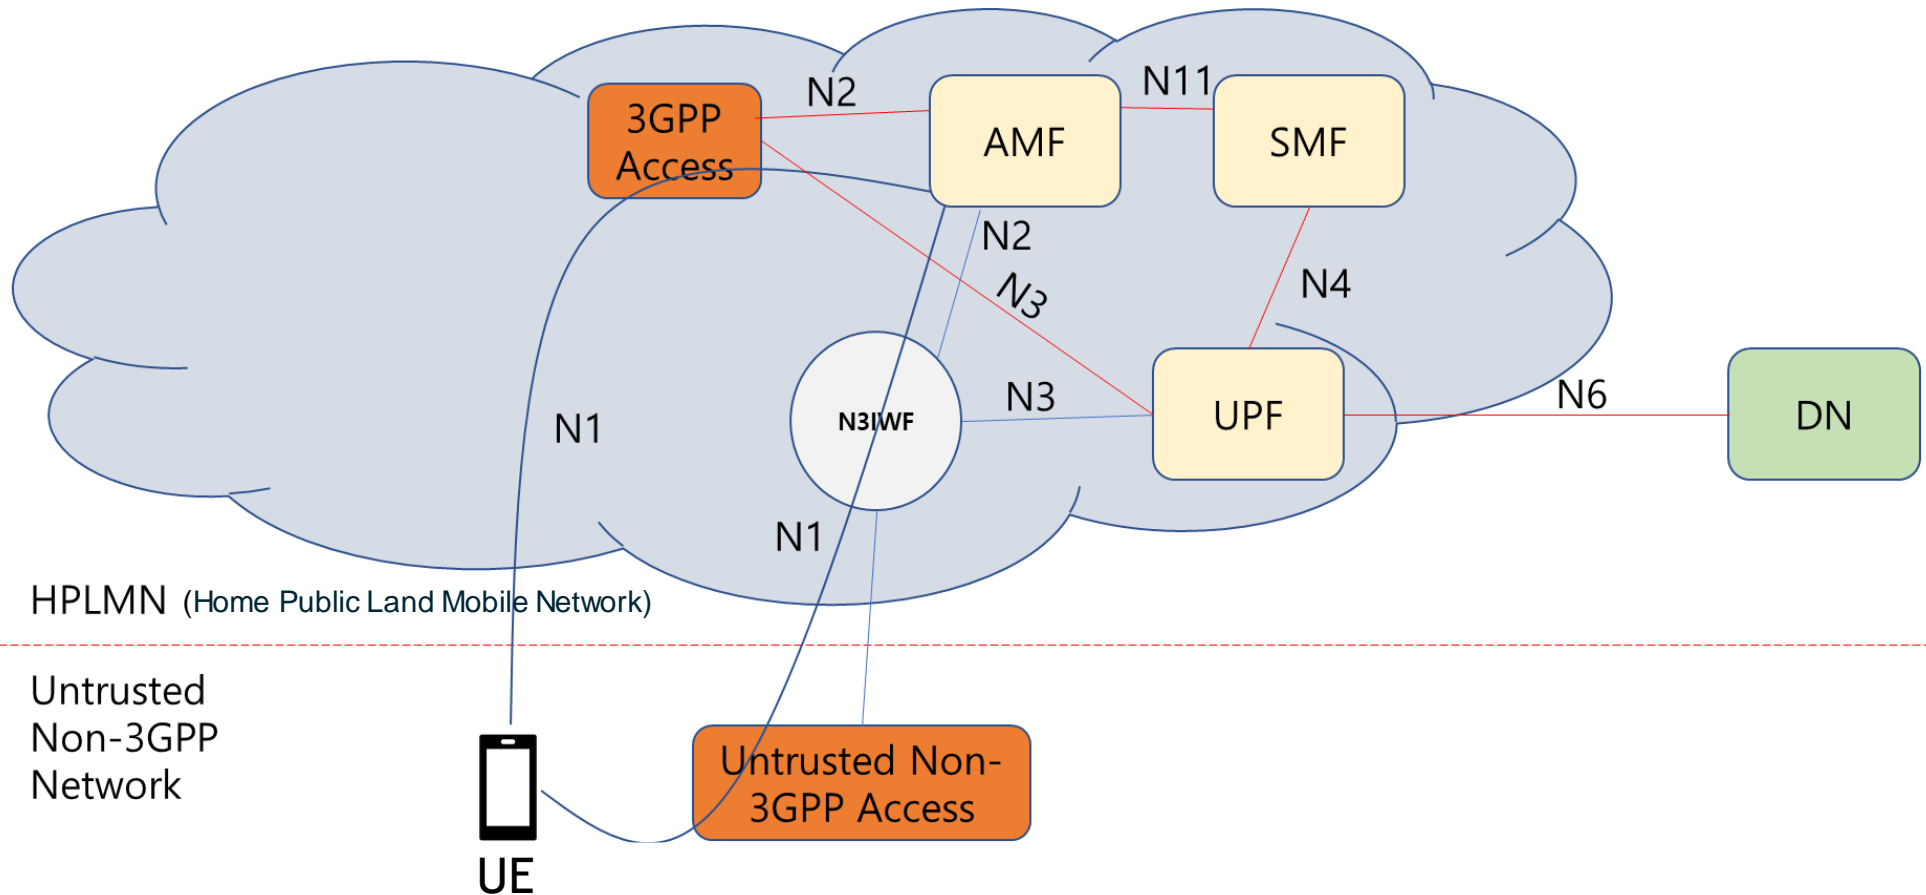 3GPP
Access
N2
AMF
N11
SMF
N2
N3
N4
N1
N3IWF
N3
UPF
N6
DN
N1
HPLMN (Home Public Land Mobile Network)
Untrusted
Non-3GPP
Network
Untrusted Non-
3GPP Access
UE